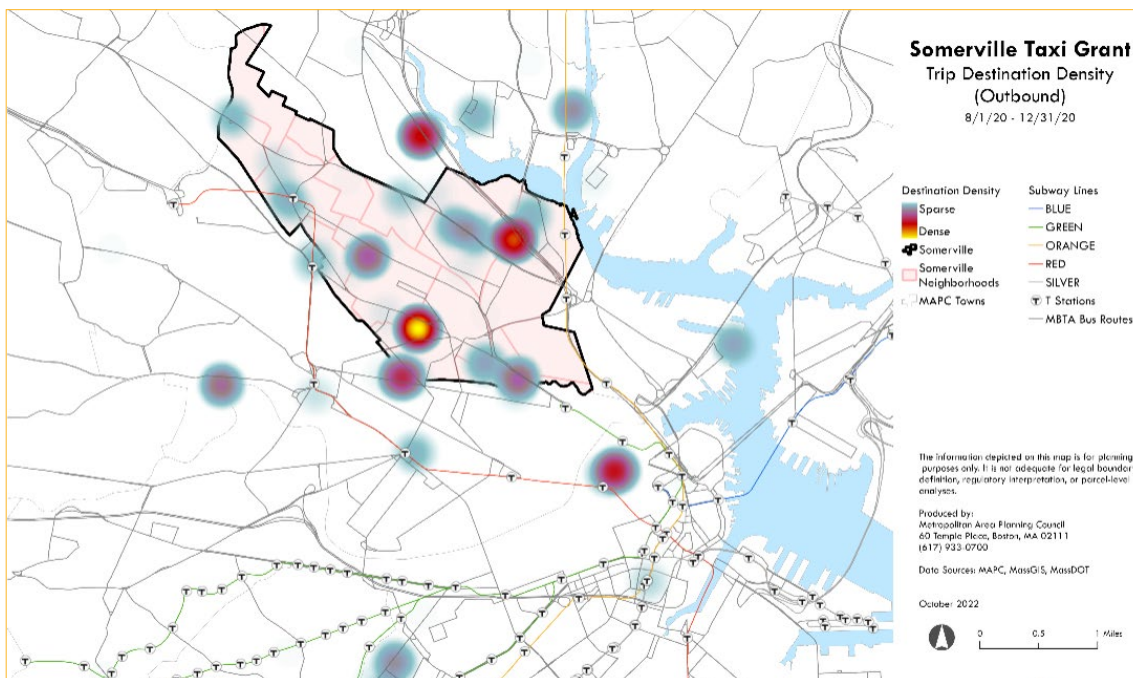 Somerville Taxi Grant
Trip Destination Density
(Outbound)
8/1/20 - 12/31/20
Destination Density
Sparse
Dense
Somerville
Somerville
Neighborhoods
MAPC Towns
Subway Lines
BLUE
GREEN
ORANGE
RED
SILVER
T Stations
MBTA Bus Routes
The information depicted on this map is for planning
purposes only. It is not adequate for legal boundary
definition, regulatory interpretation, or parcel-level
analyses.
Produced by:
Metropolitan Area Planning Council
60 Temple Place, Boston, MA 02111
(617) 933-0700
Data Sources: MAPC, MassGIS, MassDOT
October 2022
0 0.5 1 Miles